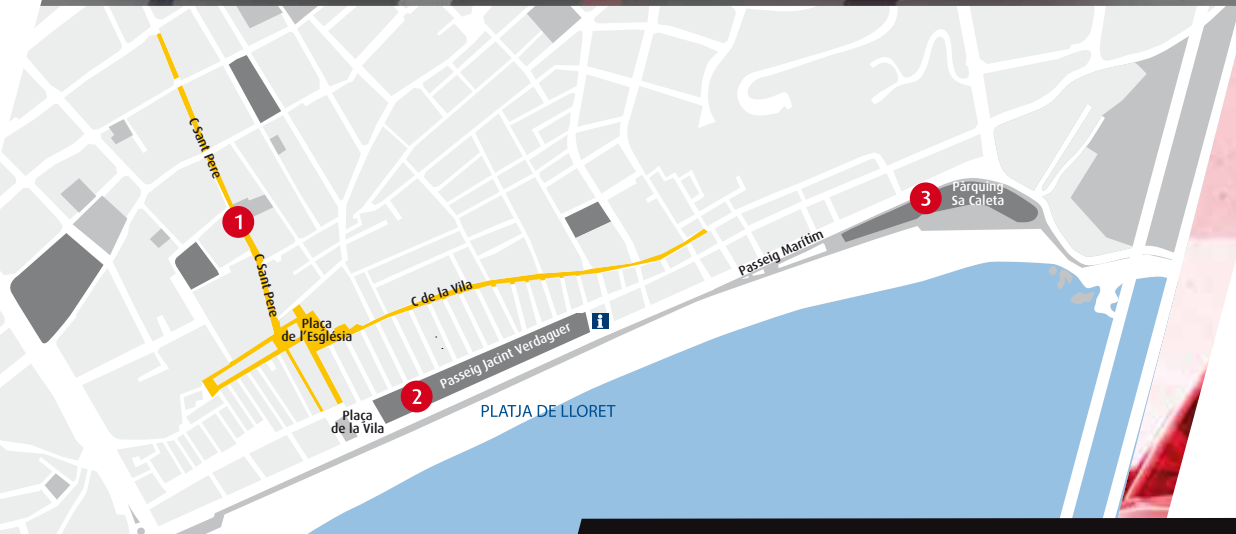 C Sant Pere
1
C Sant Pere
Plaça
de l'Església
C de la Vila
Plaça
de la Vila
2
Passeig Jacint Verdaguer
i
PLATJA DE LLORET
Passeig Marítim
3
Pàrquing
Sa Caleta